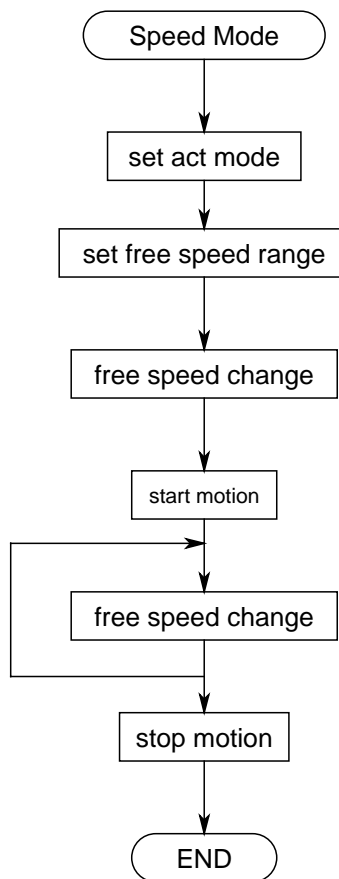 Speed Mode
set act mode
set free speed range
free speed change
start motion
free speed change
stop motion
END